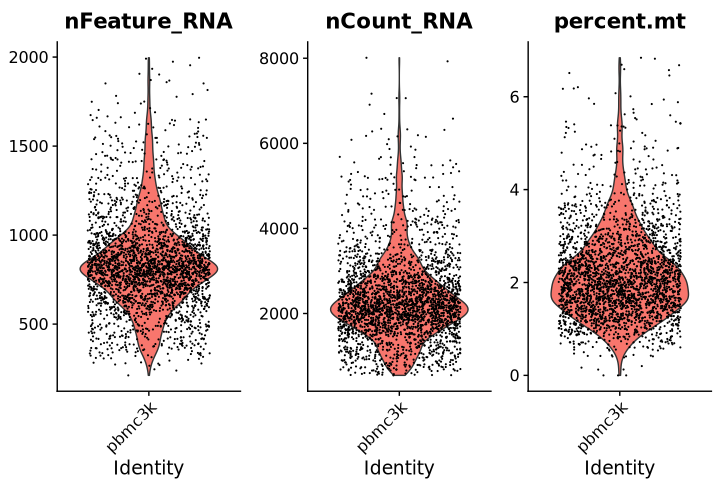 nFeature_RNA
2000
1500
1000
500
pbmc3k
Identity
nCount_RNA
8000
6000
4000
2000
pbmc3k
Identity
percent.mt
6
4
2
0
pbmc3k
Identity